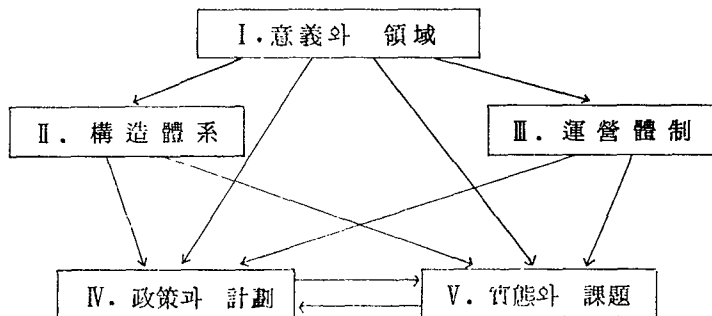 Ⅰ. 意義와 領域
Ⅱ. 構造體系
Ⅲ. 運營體制
Ⅳ. 政策과 計劃
Ⅴ. 實態와 課題